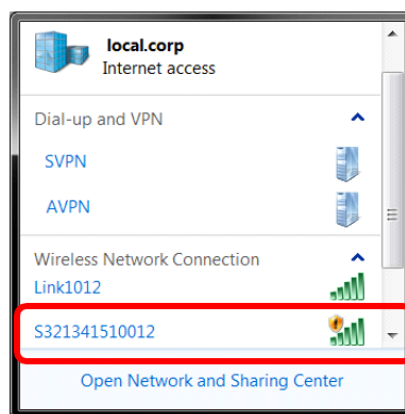 local.corp
Internet access
Dial-up and VPN
SVPN
AVPN
Wireless Network Connection
Link1012
S321341510012
Open Network and Sharing Center